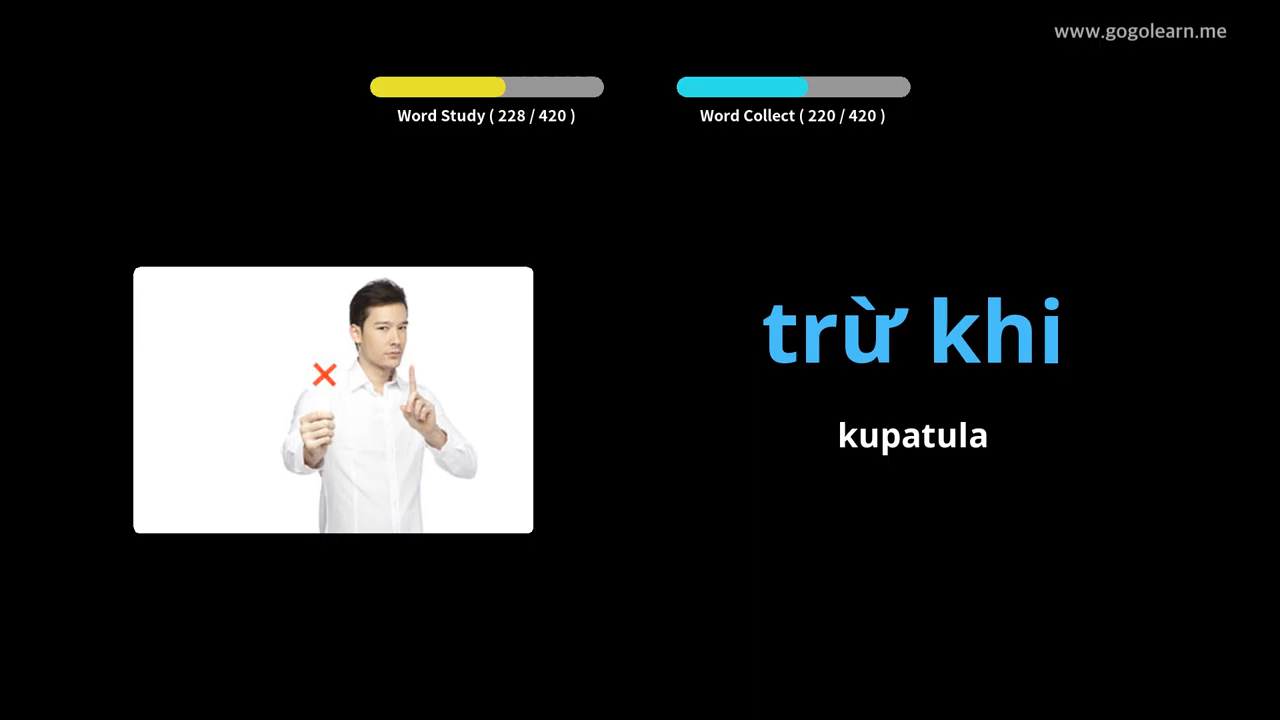 www.gogolearn.me
Word Study ( 228 / 420 )
Word Collect ( 220 / 420 )
trừ khi
kupatula